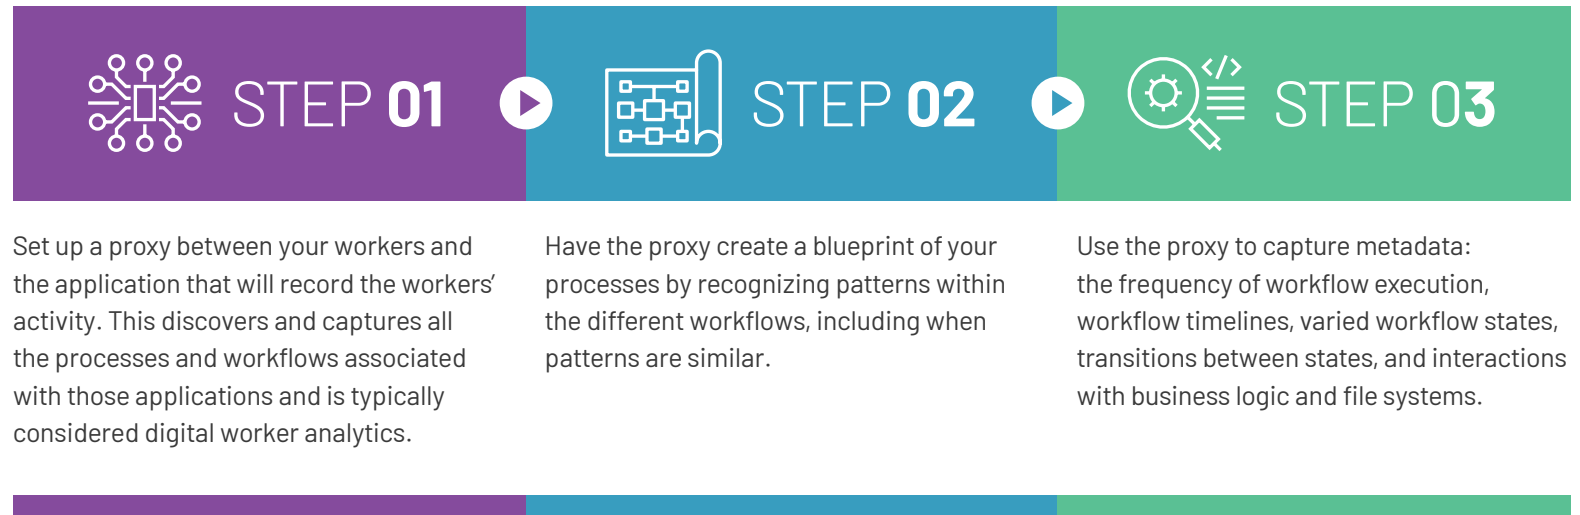 STEP 01
STEP 02
STEP 03
Set up a proxy between your workers and
the application that will record the workers’
activity. This discovers and captures all
the processes and workflows associated
with those applications and is typically
considered digital worker analytics.
Have the proxy create a blueprint of your
processes by recognizing patterns within
the different workflows, including when
patterns are similar.
Use the proxy to capture metadata:
the frequency of workflow execution,
workflow timelines, varied workflow states,
transitions between states, and interactions
with business logic and file systems.